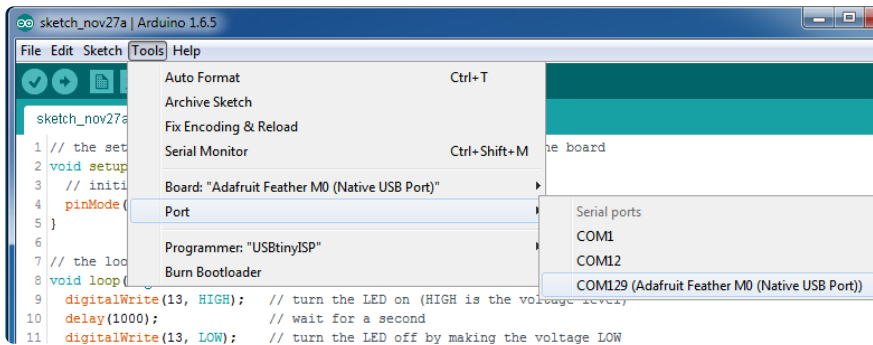 sketch_nov27a | Arduino 1.6.5
File Edit Sketch Tools Help
Auto Format Ctrl+T
Archive Sketch
sketch_nov27a
Fix Encoding & Reload
1 // the set
Serial Monitor Ctrl+Shift+M
he board
2 void setup
3 // initi
Board: "Adafruit Feather M0 (Native USB Port)"
4 pinMode(
Port
Serial ports
5 }
COM1
6
Programmer: "USBtinyISP"
7 // the loo
COM12
Burn Bootloader
8 void loop(
COM129 (Adafruit Feather M0 (Native USB Port))
9 digitalWrite(13, HIGH); // turn the LED on (HIGH is the voltage level)
10 delay(1000); // wait for a second
11 digitalWrite(13, LOW); // turn the LED off by making the voltage LOW